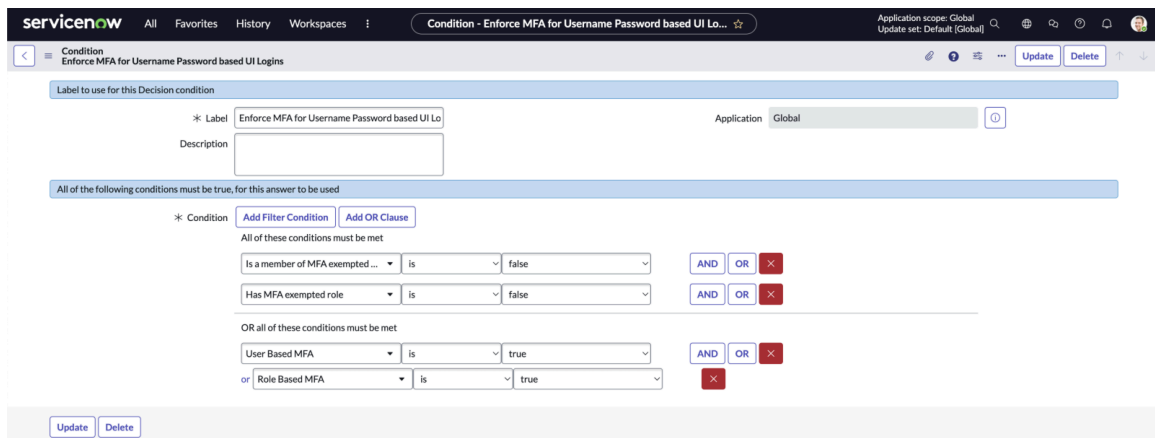 servicenow All Favorites History Workspaces Condition - Enforce MFA for Username Password based UI Lo... Application scope: Global
Update set: Default [Global]
Condition
Enforce MFA for Username Password based UI Logins
Update Delete
Label to use for this Decision condition
Label Enforce MFA for Username Password based UI Lo Application Global
Description
All of the following conditions must be true, for this answer to be used
Condition Add Filter Condition Add OR Clause
All of these conditions must be met
Is a member of MFA exempted ... is false AND OR
Has MFA exempted role is false AND OR
OR all of these conditions must be met
User Based MFA is true AND OR
or Role Based MFA is true
Update Delete